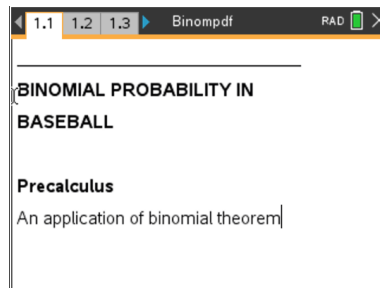 1.1 1.2 1.3 Binompdf RAD
BINOMIAL PROBABILITY IN
BASEBALL
Precalculus
An application of binomial theorem